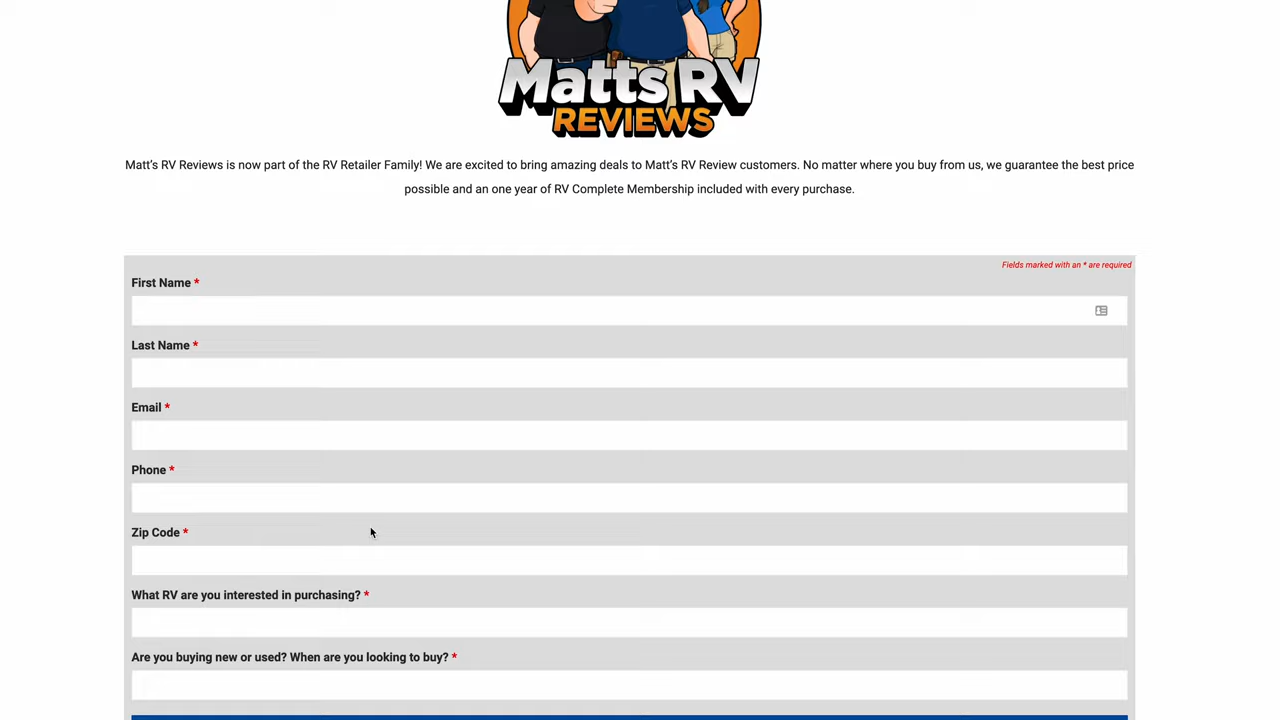 Matts RV
REVIEWS
Matt's RV Reviews is now part of the RV Retailer Family! We are excited to bring amazing deals to Matt's RV Review customers. No matter where you buy from us, we guarantee the best price
possible and an one year of RV Complete Membership included with every purchase.
Fields marked with an * are required
First Name *
Last Name *
Email *
Phone *
Zip Code *
What RV are you interested in purchasing? *
Are you buying new or used? When are you looking to buy? *